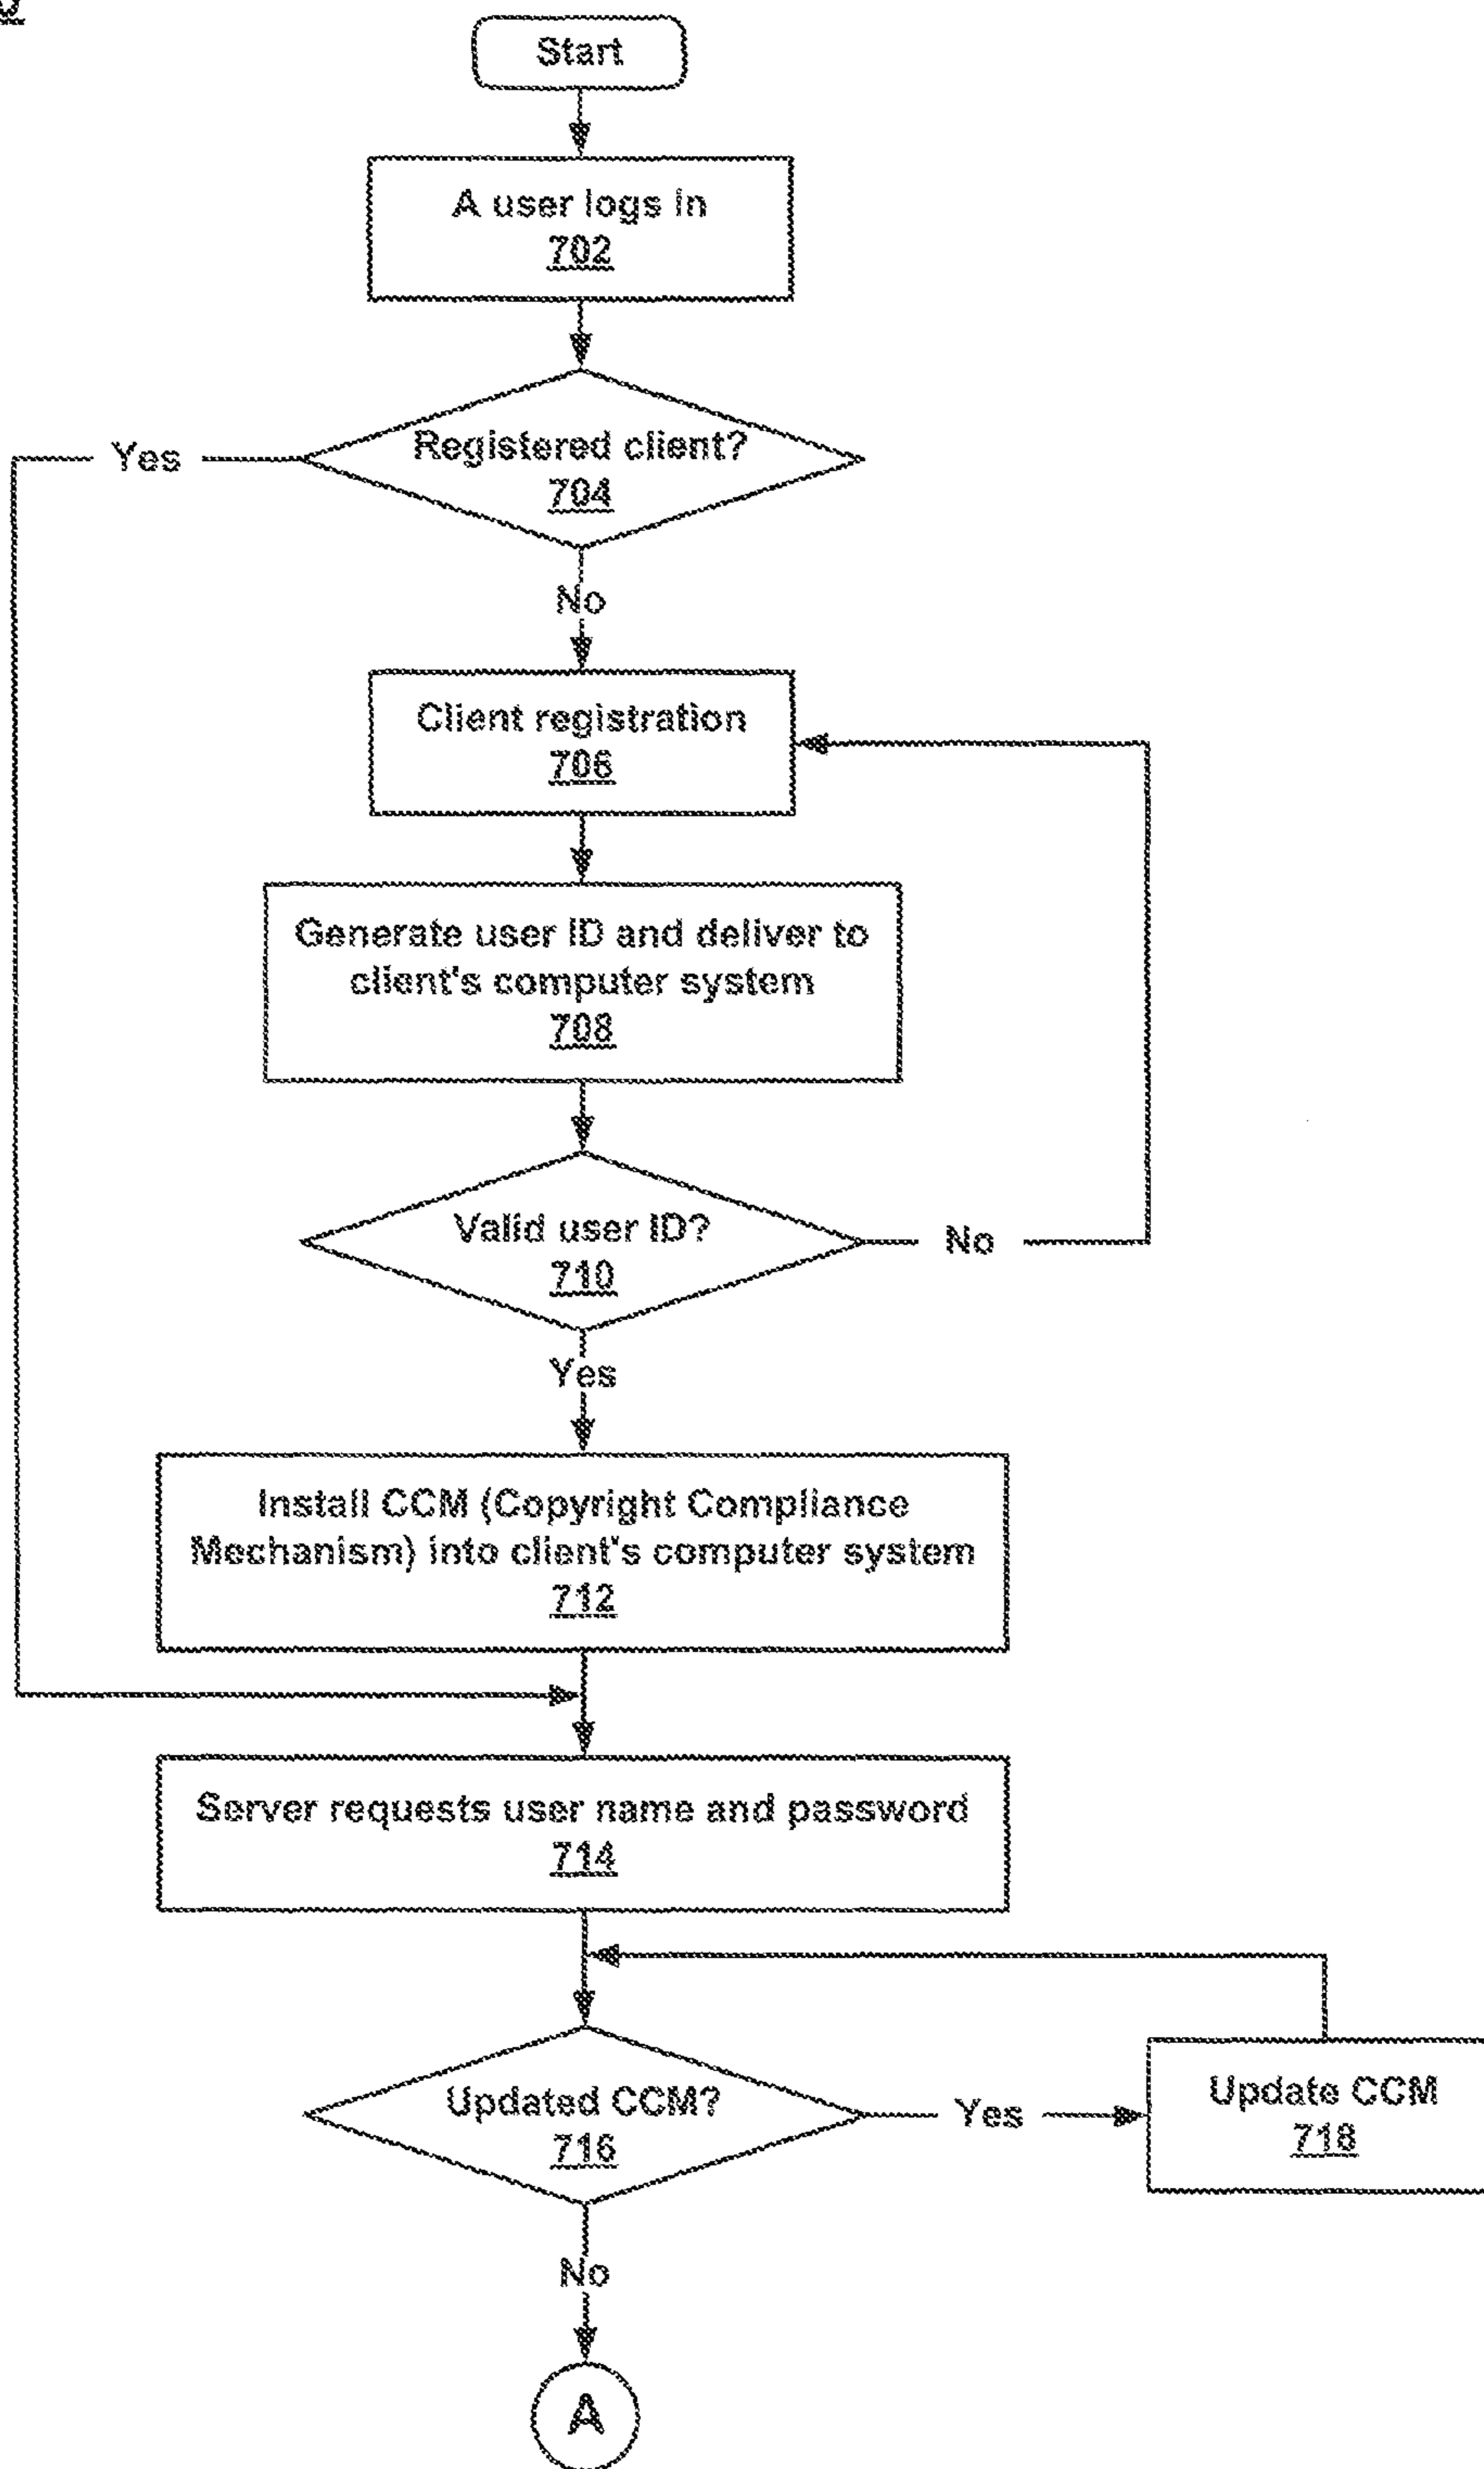 Start
A user logs in
702
Registered client?
704
Yes
No
Client registration
706
Generate user ID and deliver to
client's computer system
708
Valid user ID?
710
No
Yes
Install CCM (Copyright Compliance
Mechanism) into client's computer system
712
Server requests user name and password
714
Updated CCM?
716
Yes
Update CCM
718
No
A